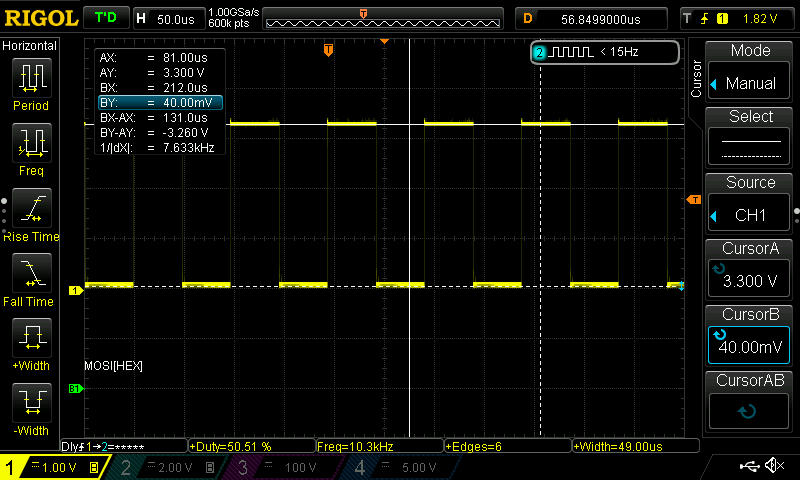 RIGOL T'D H 50.0us 1.00GSa/s 600k pts T D 56.8499000us T 1 1.82 V
Horizontal
Period
Freq
Rise Time
Fall Time
+Width
-Width
AX: = 81.00us
AY: = 3.300 V
BX: = 212.0us
BY: = 40.00mV
BX-AX: = 131.0us
BY-AY: = -3.260 V
1/|dX|: = 7.633kHz
T
2 < 15Hz
T
1
MOSI[HEX]
B1
Cursor
Mode
Manual
Select
Source
CH1
CursorA
3.300 V
CursorB
40.00mV
CursorAB
Dly 1→2=***** +Duty=50.51 % Freq=10.3kHz +Edges=6 +Width=49.00us
1 1.00 V B 2 2.00 V B 3 100 V 4 5.00 V